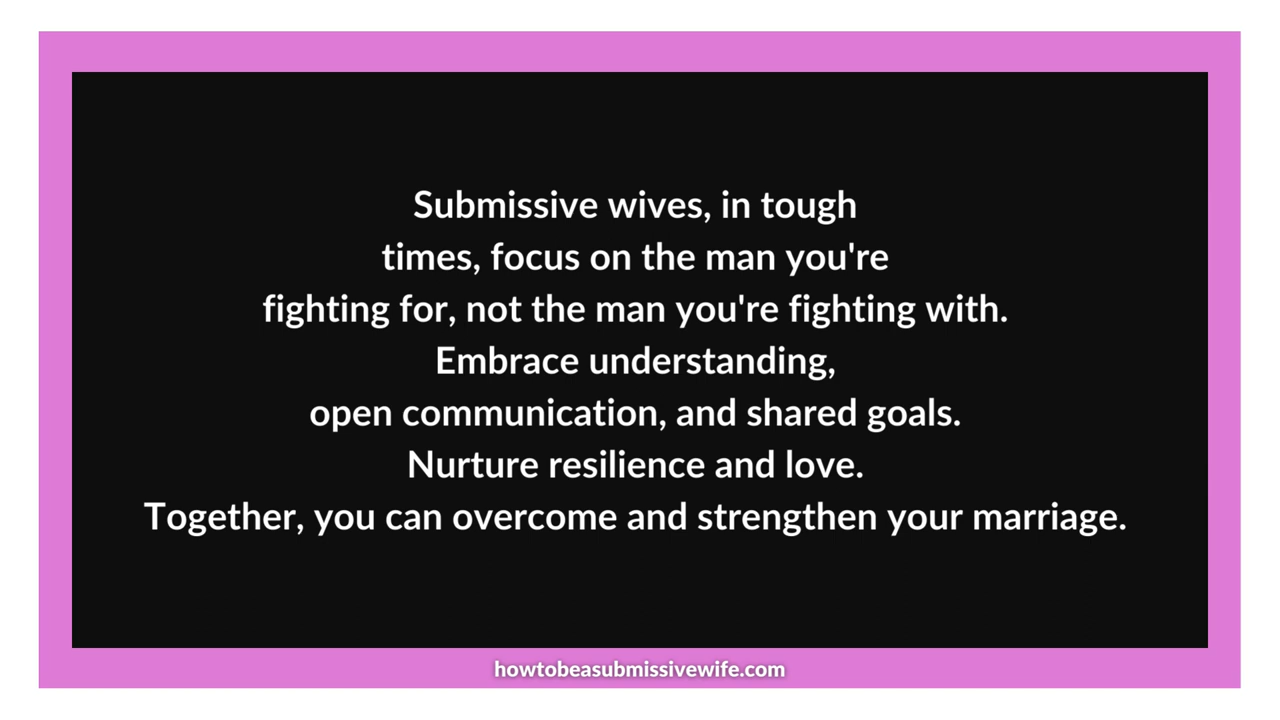 Submissive wives, in tough
times, focus on the man you're
fighting for, not the man you're fighting with.
Embrace understanding,
open communication, and shared goals.
Nurture resilience and love.
Together, you can overcome and strengthen your marriage.
howtobeasubmissivewife.com